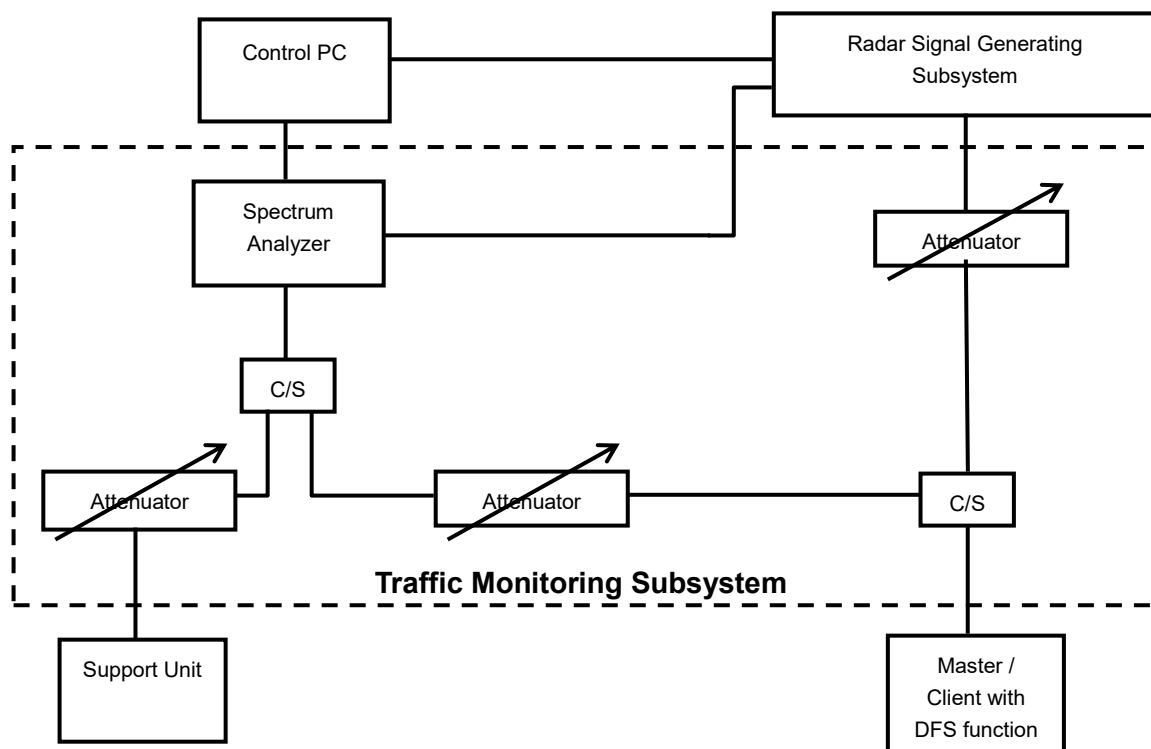 Control PC
Radar Signal Generating
Subsystem
Spectrum
Analyzer
Attenuator
C/S
Attenuator
Attenuator
C/S
Traffic Monitoring Subsystem
Support Unit
Master /
Client with
DFS function